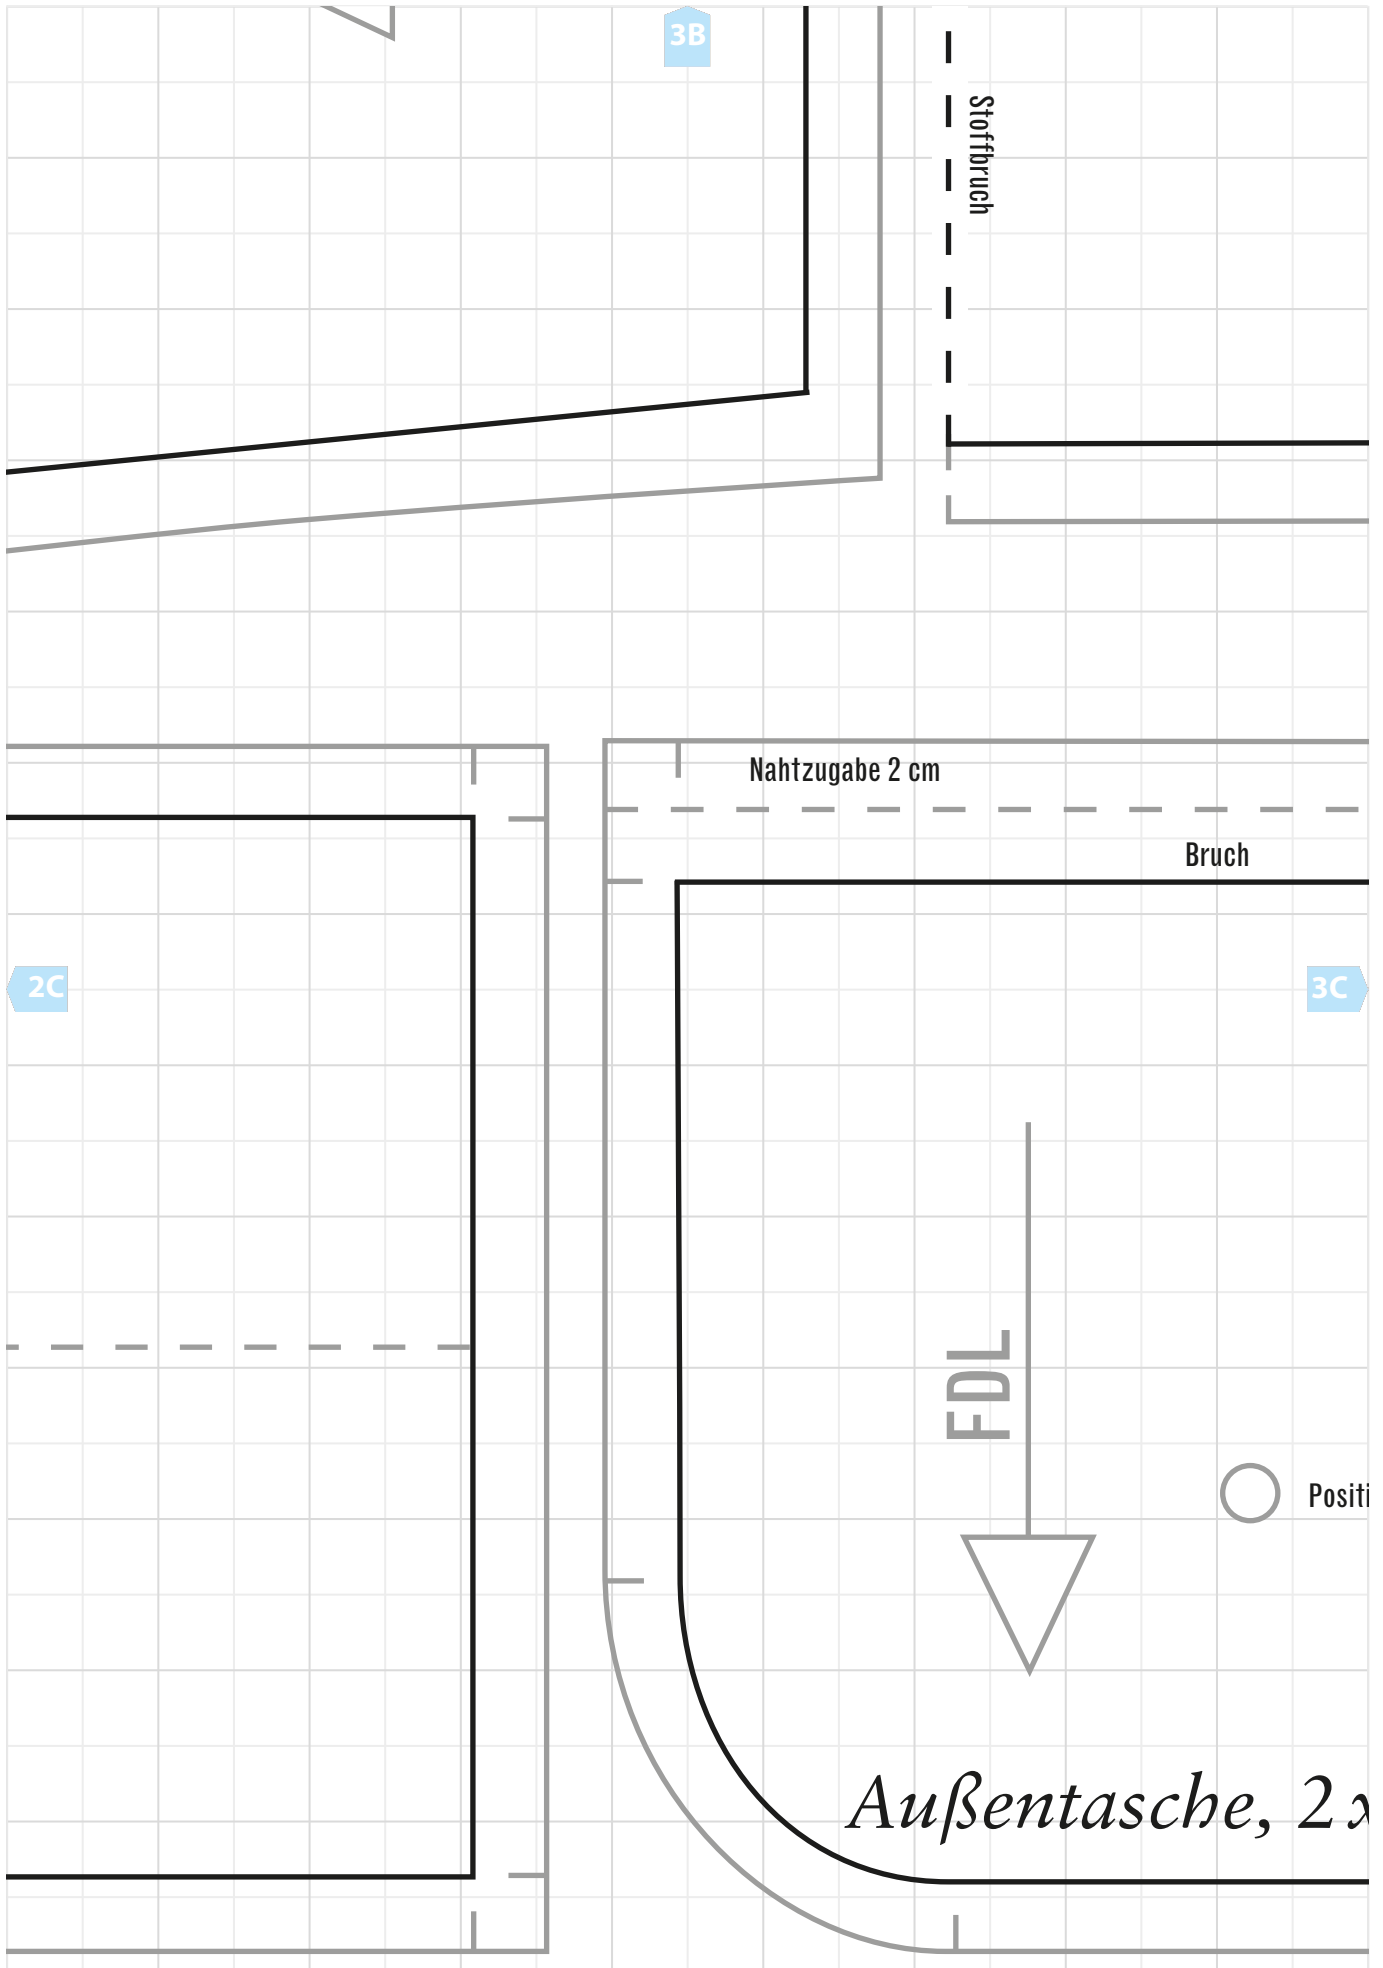 3B
Stoffbruch
Nahtzugabe 2 cm
Bruch
2C
3C
FDL
Positi
Außentasche, 2 x